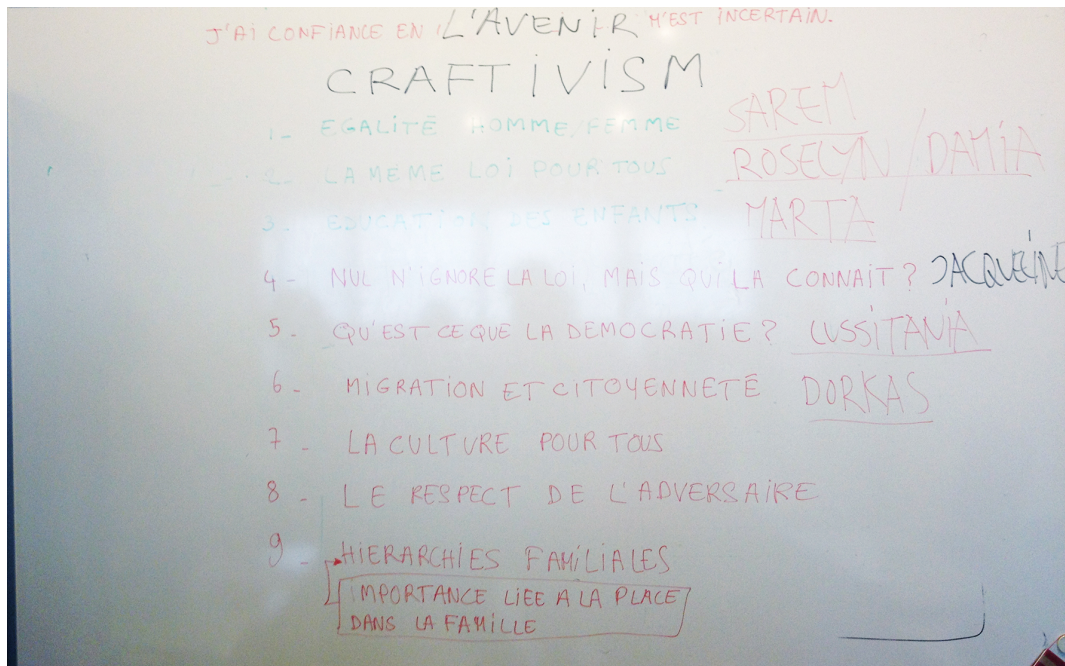 J'AI CONFIANCE EN L'AVENIR M'EST INCERTAIN.
CRAFTIVISM
1- EGALITÉ HOMME/FEMME SAREM
2- LA MEME LOI POUR TOUS ROSELYN / DAMIA
3- EDUCATION DES ENFANTS. MARTA
4- NUL N'IGNORE LA LOI, MAIS QUI LA CONNAIT? JACQUELINE
5- QU'EST CE QUE LA DEMOCRATIE? LUSSITANIA
6- MIGRATION ET CITOYENNETÉ DORKAS
7- LA CULTURE POUR TOUS
8- LE RESPECT DE L'ADVERSAIRE
9- HIERARCHIES FAMILIALES
IMPORTANCE LIEE A LA PLACE
DANS LA FAMILLE